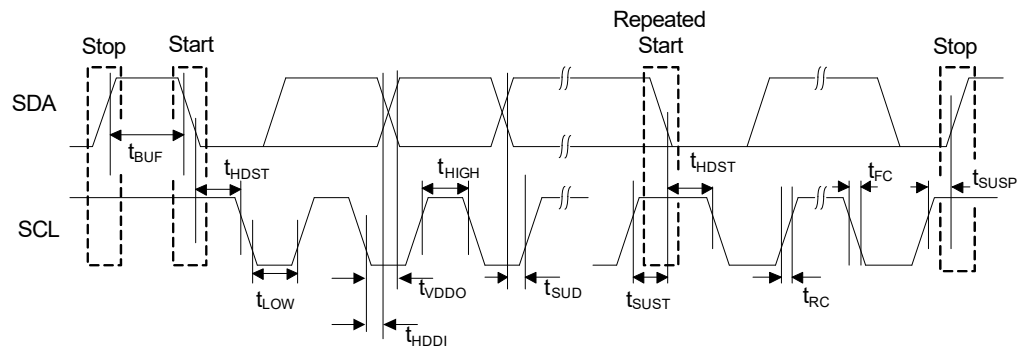 Repeated
Stop
Start
Start
Stop
SDA
tBUF
tHDST
tHIGH
tHDST
tFC
tSUSP
SCL
tLOW
tVDDO
tSUD
tSUST
tRC
tHDDI